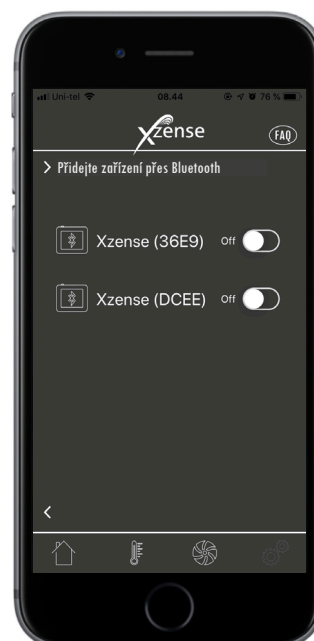 Uni-tel 08.44 76 %
Xzense
FAQ
> Přidejte zařízení přes Bluetooth
Xzense (36E9) Off
Xzense (DCEE) Off
<